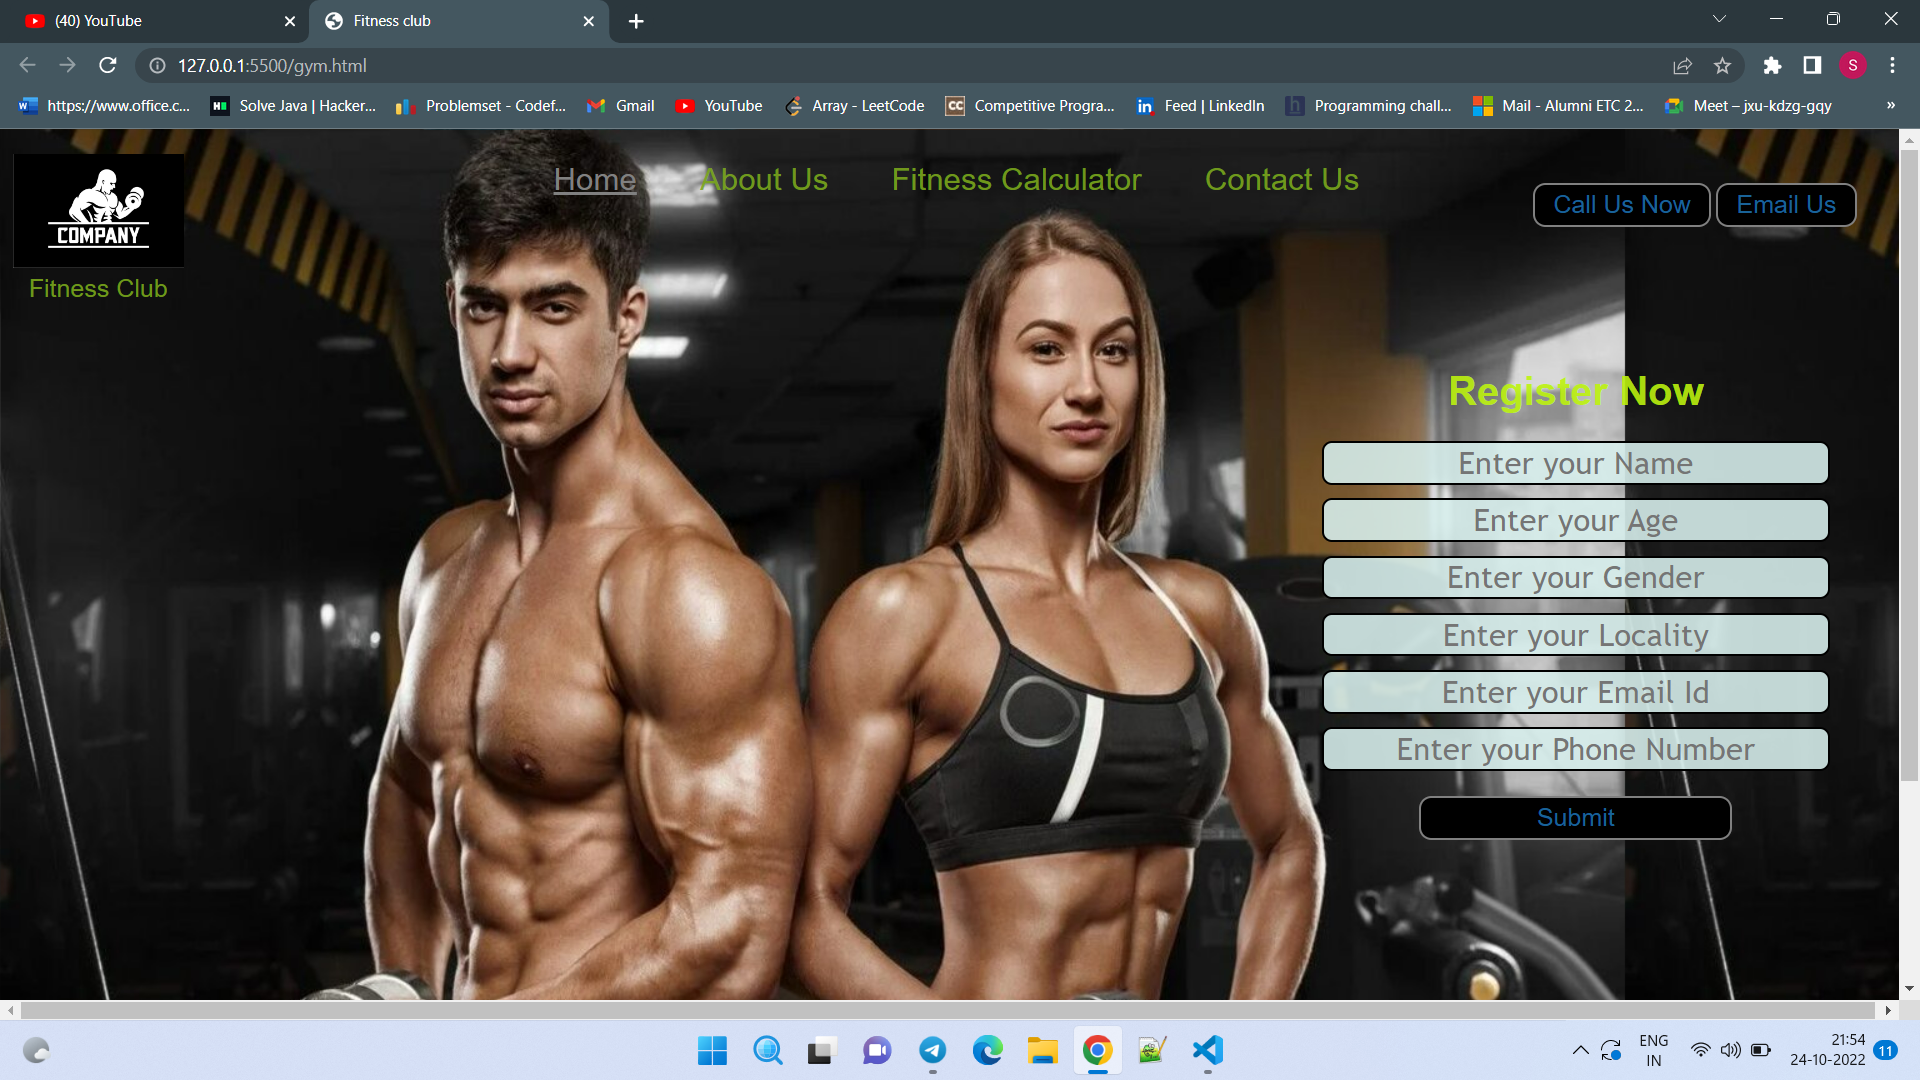 (40) YouTube
Fitness club
127.0.0.1:5500/gym.html
S
https://www.office.c...
Solve Java | Hacker...
Problemset - Codef...
Gmail
YouTube
Array - LeetCode
Competitive Progra...
Feed | LinkedIn
Programming chall...
Mail - Alumni ETC 2...
Meet – jxu-kdzg-gqy
»
COMPANY
Fitness Club
Home
About Us
Fitness Calculator
Contact Us
Call Us Now
Email Us
Register Now
Enter your Name
Enter your Age
Enter your Gender
Enter your Locality
Enter your Email Id
Enter your Phone Number
Submit
ENG
IN
21:54
24-10-2022
11